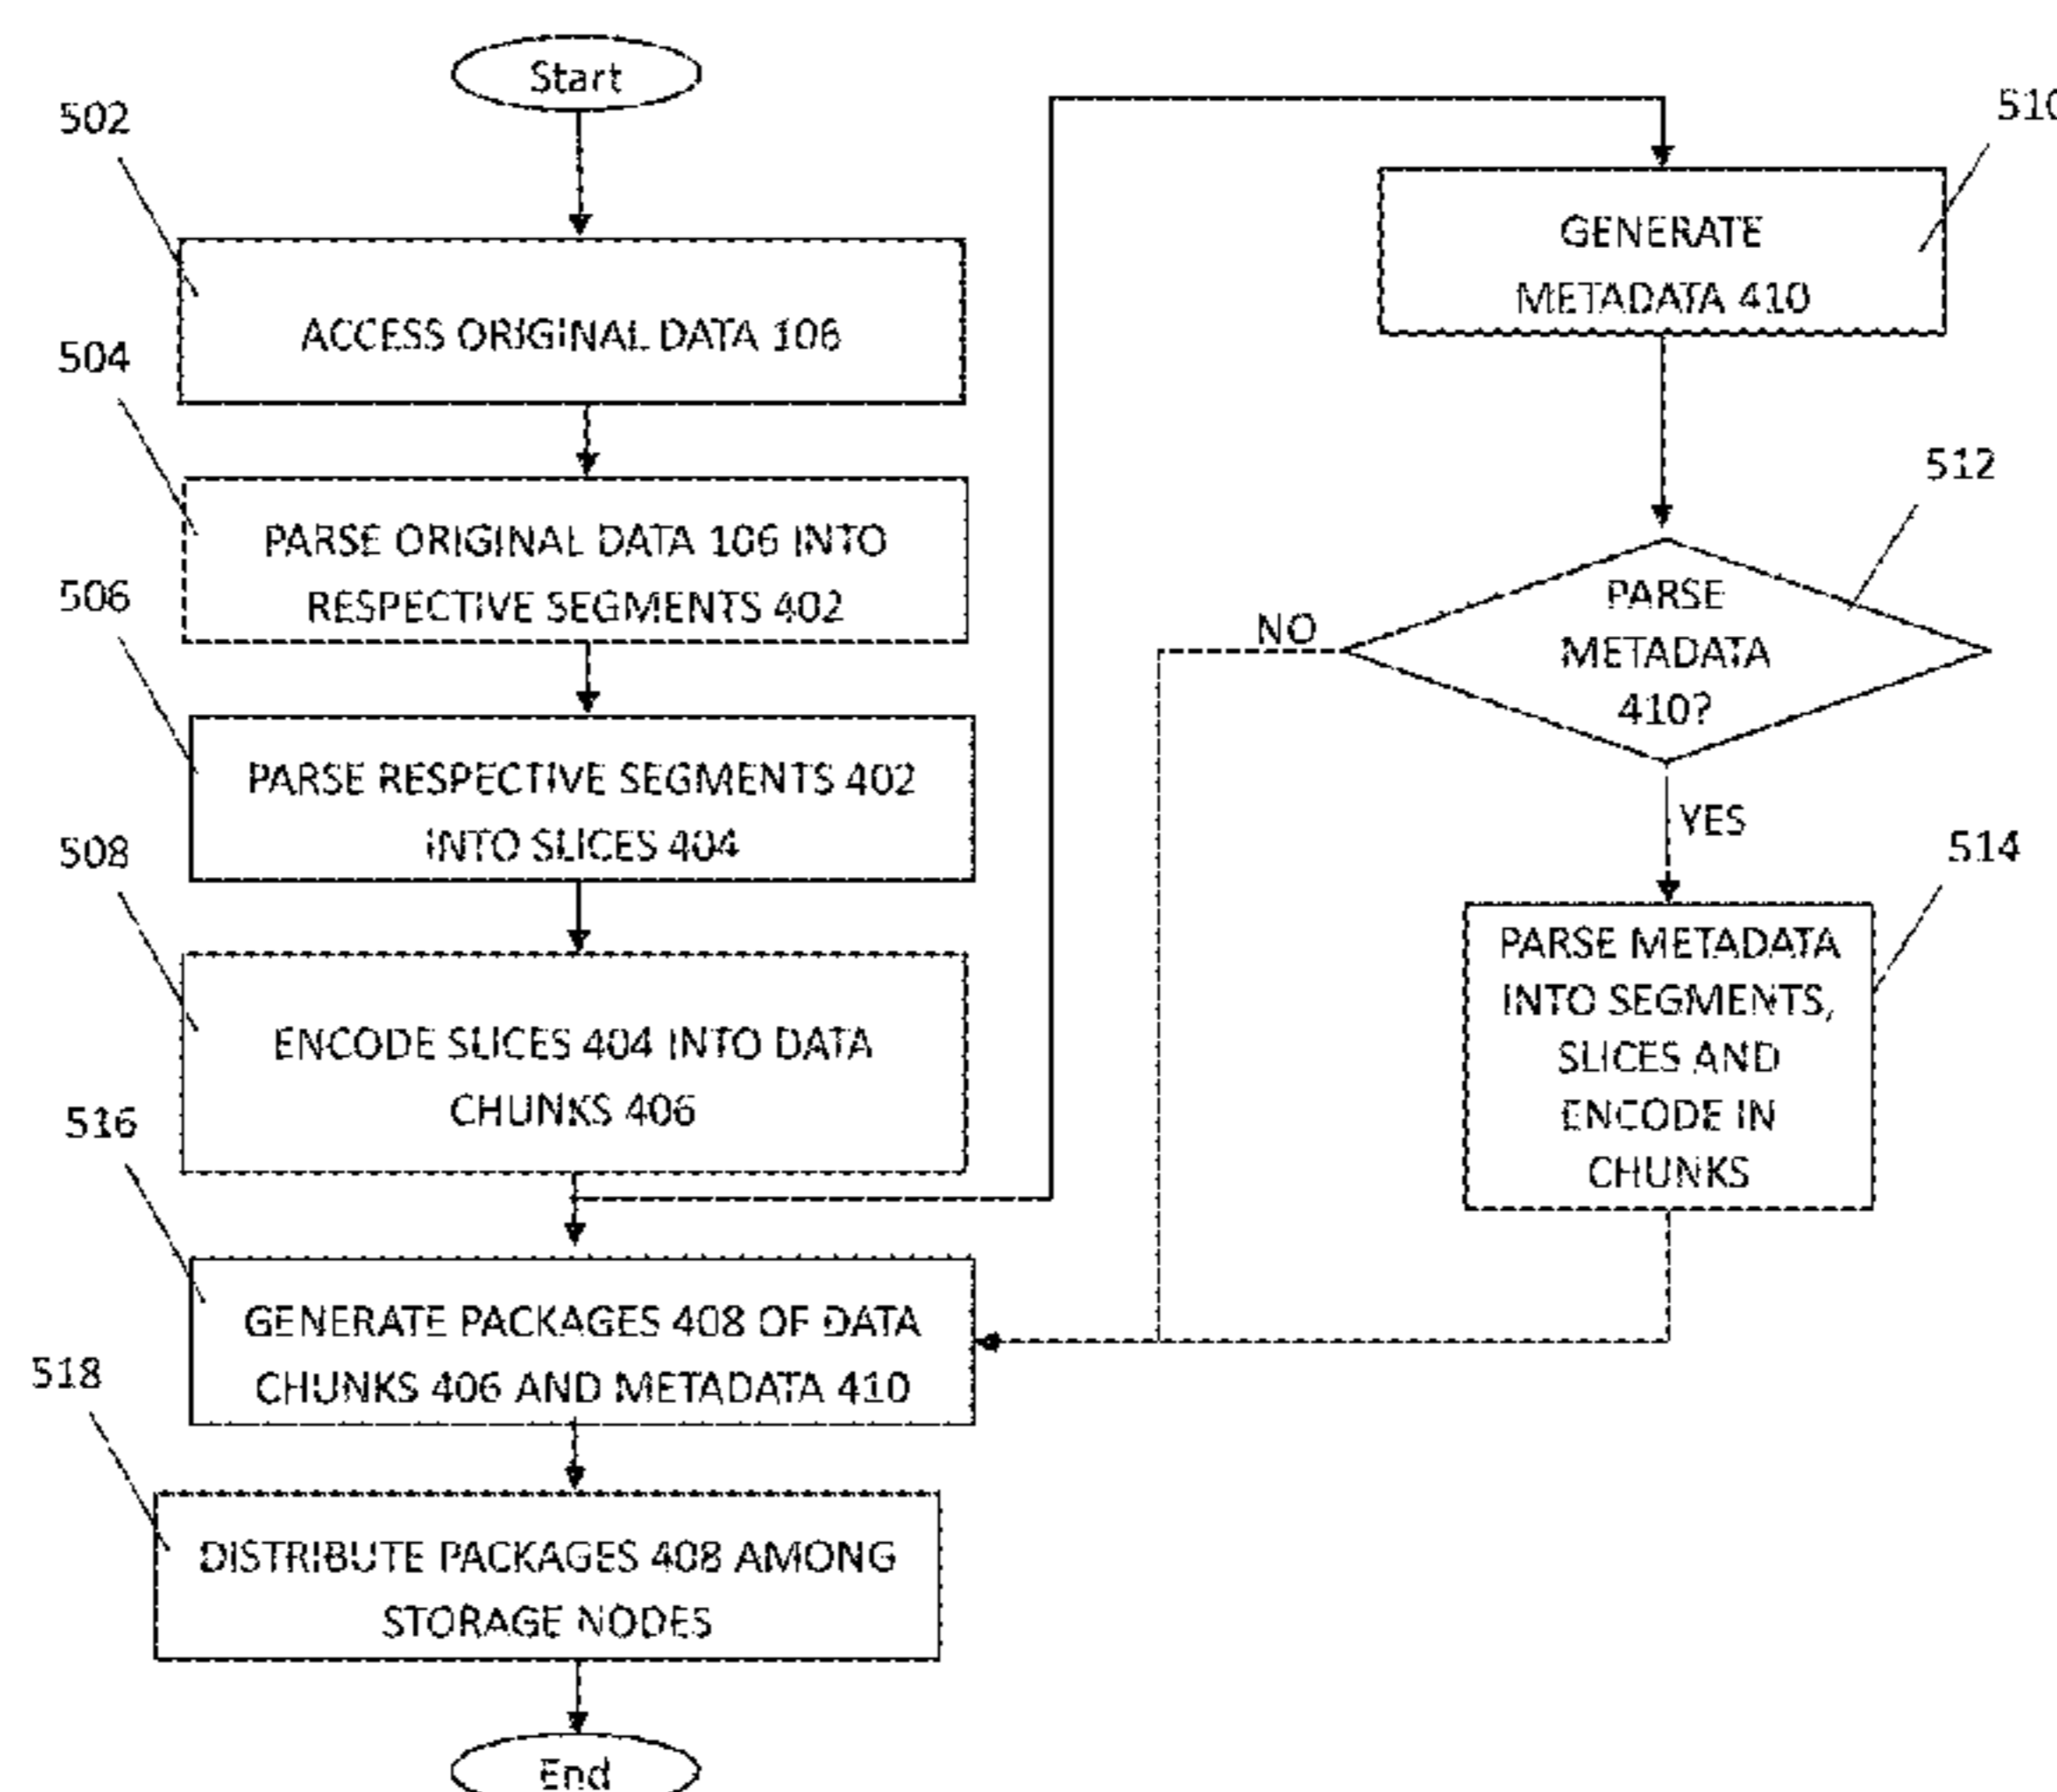 Start
502
ACCESS ORIGINAL DATA 106
504
PARSE ORIGINAL DATA 106 INTO
RESPECTIVE SEGMENTS 402
506
PARSE RESPECTIVE SEGMENTS 402
INTO SLICES 404
508
ENCODE SLICES 404 INTO DATA
CHUNKS 406
516
GENERATE PACKAGES 408 OF DATA
CHUNKS 406 AND METADATA 410
518
DISTRIBUTE PACKAGES 408 AMONG
STORAGE NODES
End
510
GENERATE
METADATA 410
512
PARSE
METADATA
410?
NO
YES
514
PARSE METADATA
INTO SEGMENTS,
SLICES AND
ENCODE IN
CHUNKS